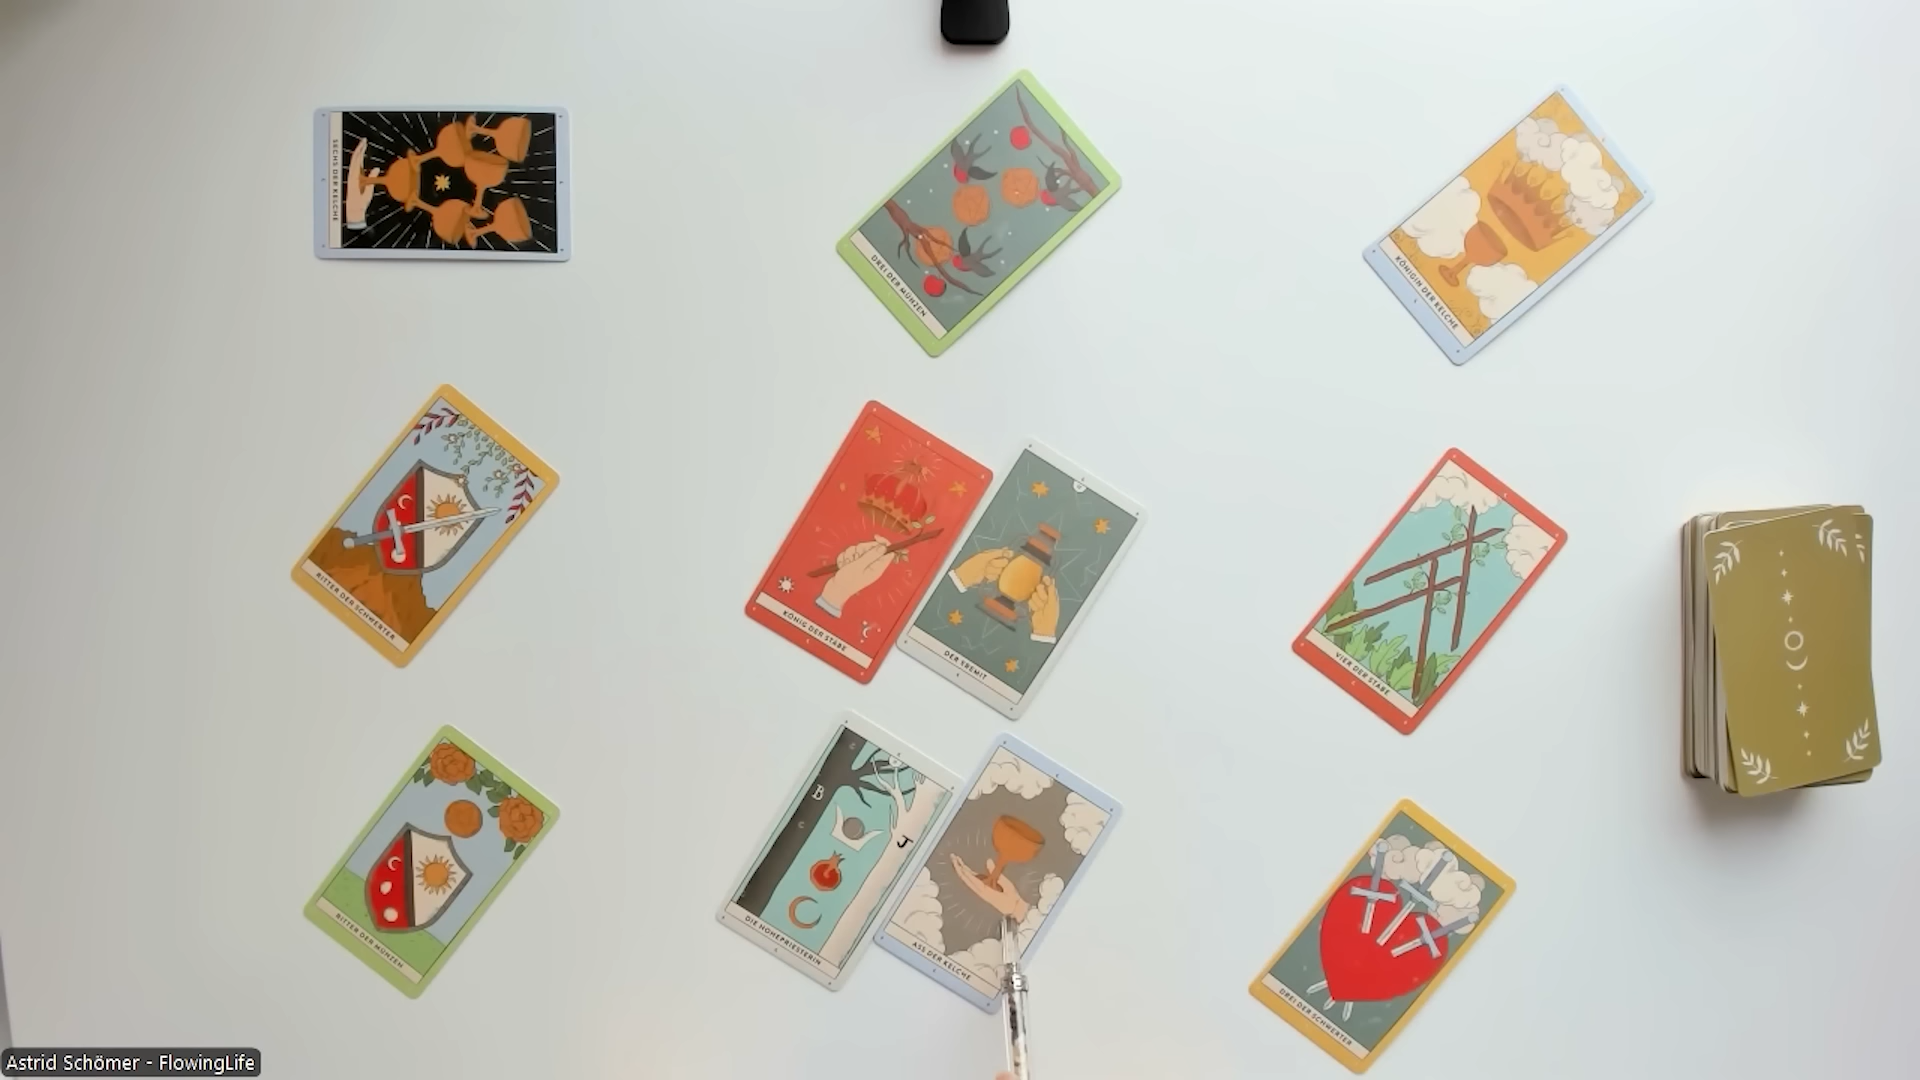 SECHS DER KELCHE
DREI DER MÜNZEN
KÖNIGIN DER KELCHE
RITTER DER SCHWERTER
KÖNIG DER STÄBE
DER EREMIT
VIER DER STÄBE
RITTER DER MÜNZEN
B
J
DIE HOHEPRIESTERIN
ASS DER KELCHE
DREI DER SCHWERTER
Astrid Schömer - FlowingLife